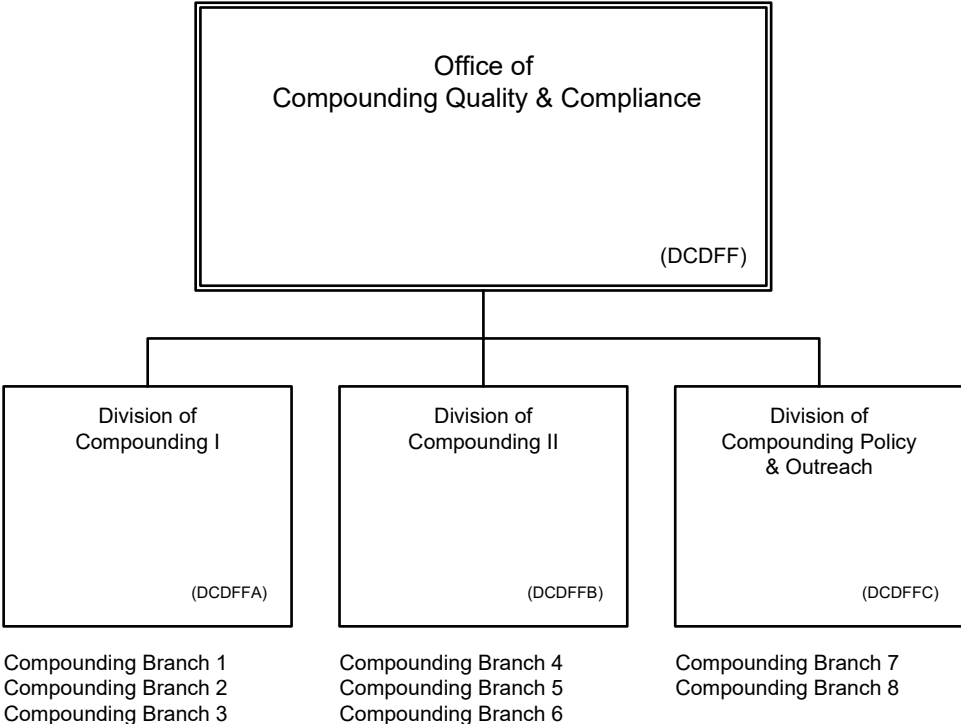 Office of
Compounding Quality & Compliance
(DCDFF)
Division of
Compounding I
(DCDFFA)
Compounding Branch 1
Compounding Branch 2
Compounding Branch 3
Division of
Compounding II
(DCDFFB)
Compounding Branch 4
Compounding Branch 5
Compounding Branch 6
Division of
Compounding Policy
& Outreach
(DCDFFC)
Compounding Branch 7
Compounding Branch 8